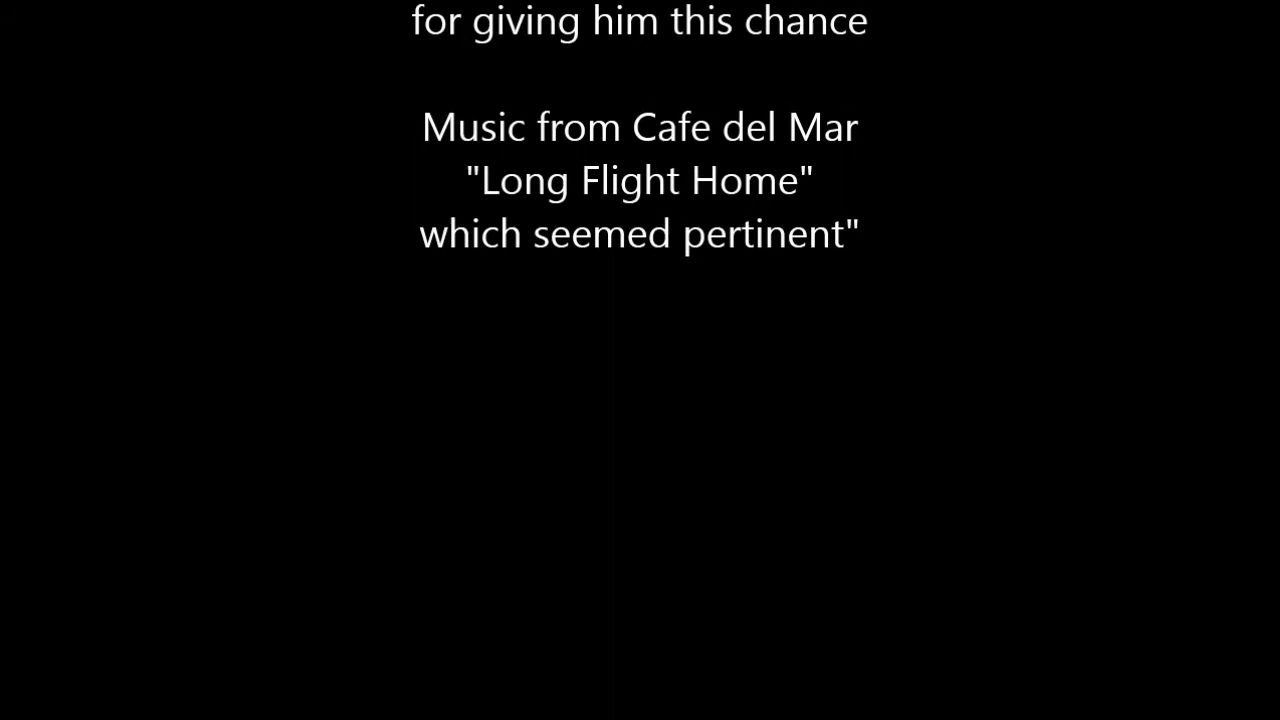 for giving him this chance
Music from Cafe del Mar
"Long Flight Home"
which seemed pertinent"